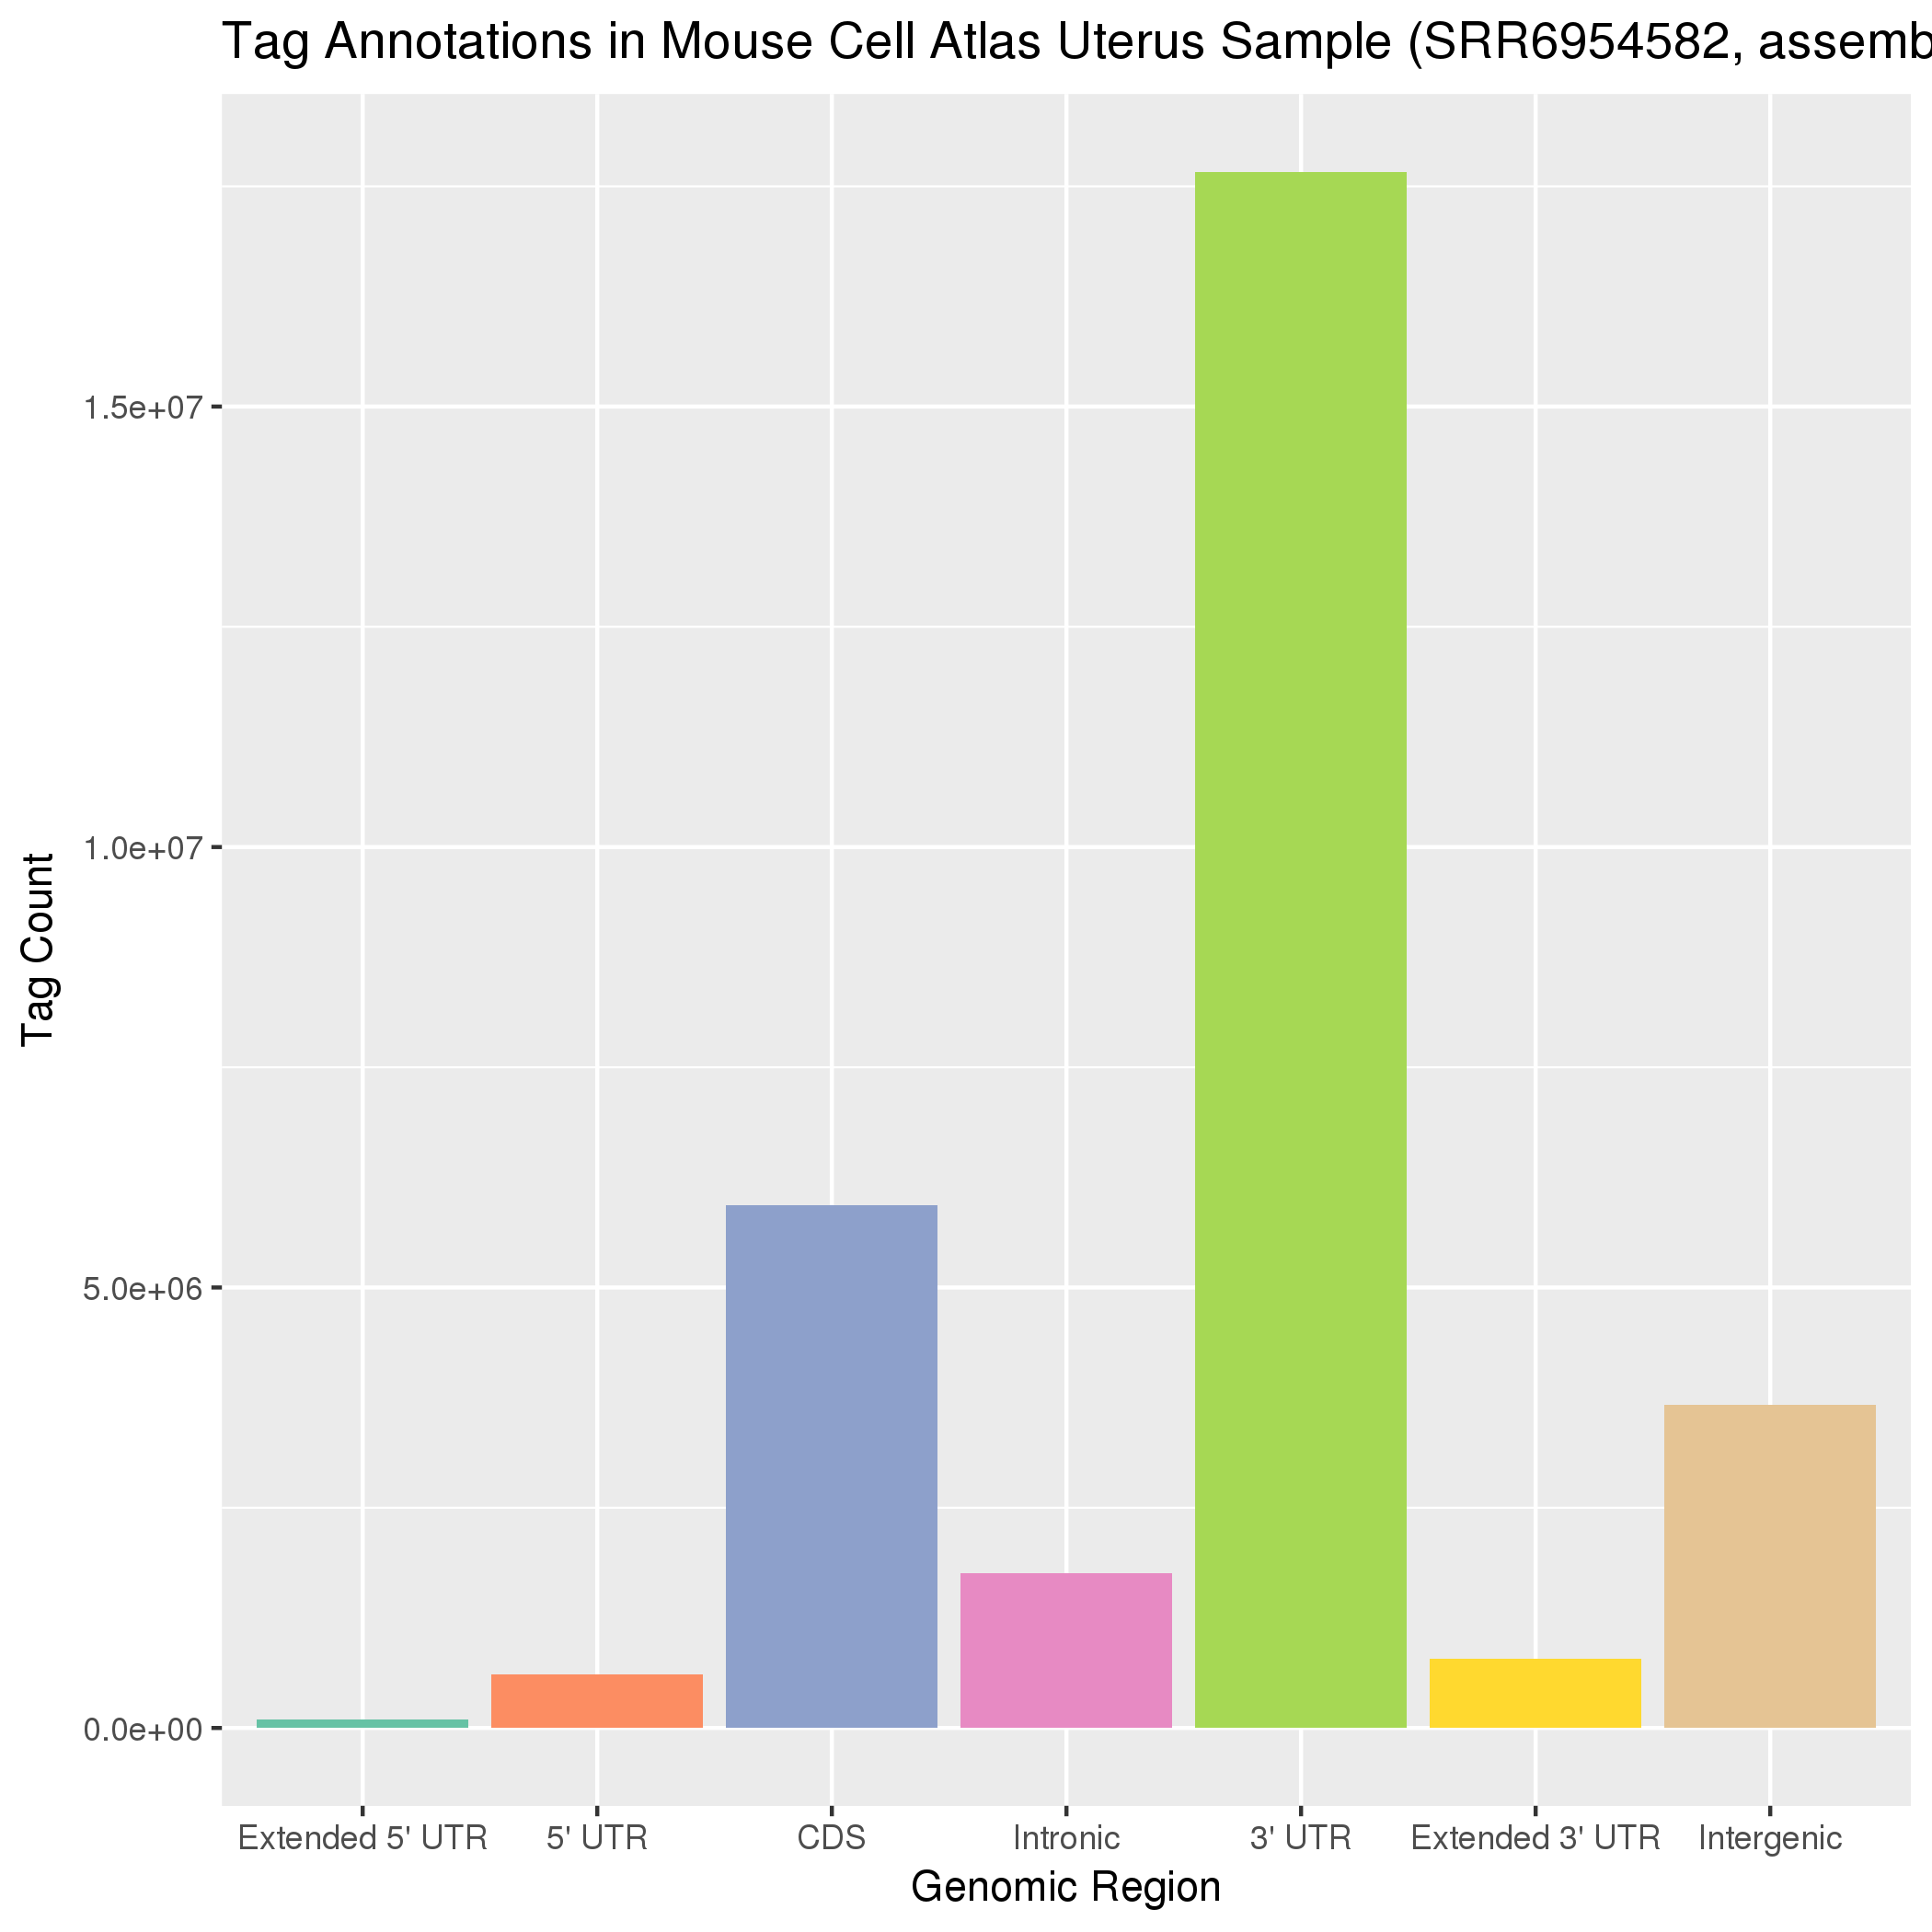 Tag Annotations in Mouse Cell Atlas Uterus Sample (SRR6954582, assemb
1.5e+07
1.0e+07
5.0e+06
0.0e+00
Tag Count
Extended 5' UTR 5' UTR CDS Intronic 3' UTR Extended 3' UTR Intergenic
Genomic Region